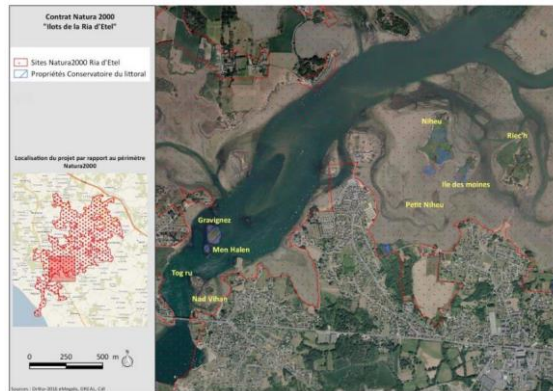 Contrat Natura 2000
"Ilots de la Ria d'Etel"
Sites Natura2000 Ria d'Etel
Propriétés Conservatoire du littoral
Localisation du projet par rapport au périmètre
Natura2000
0 250 500 m
Niheu
Riec'h
Ile des moines
Petit Niheu
Gravignez
Men Halen
Tog ru
Nad Vihan